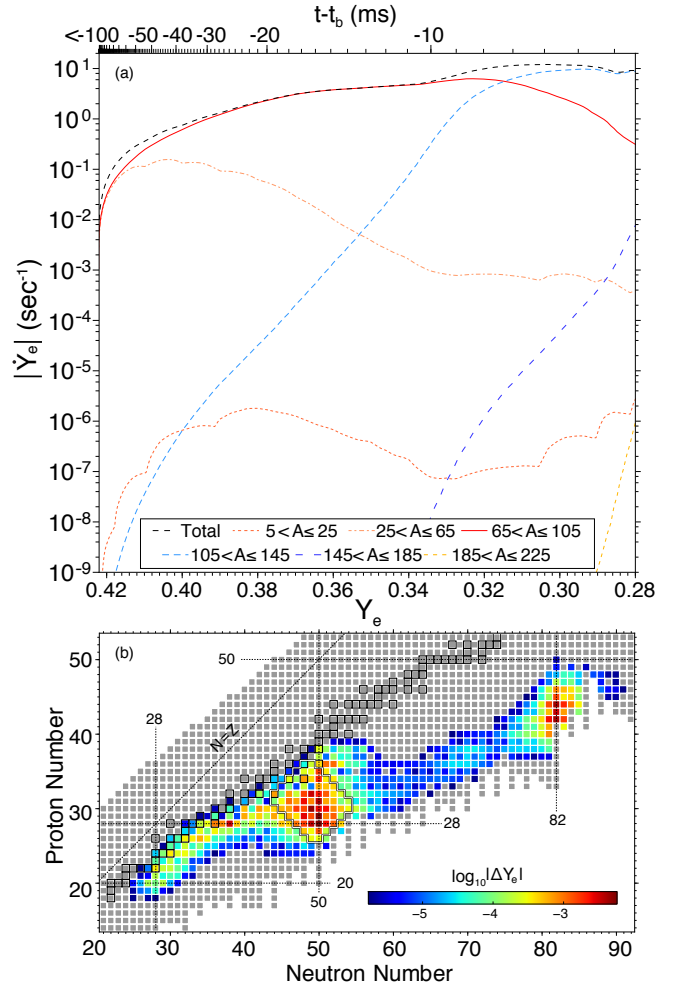 t-t_b (ms)
<-100 -50 -40 -30 -20 -10
(a)
10^1
10^0
10^-1
10^-2
10^-3
10^-4
10^-5
10^-6
10^-7
10^-8
10^-9
|Ẏ_e| (sec^-1)
Total 5<A≤25 25<A≤65 65<A≤105
105<A≤145 145<A≤185 185<A≤225
0.42 0.40 0.38 0.36 0.34 0.32 0.30 0.28
Y_e
(b)
50
40
30
20
Proton Number
50
28
N=Z
28
82
20
50
log_10|ΔY_e|
-5 -4 -3
20 30 40 50 60 70 80 90
Neutron Number